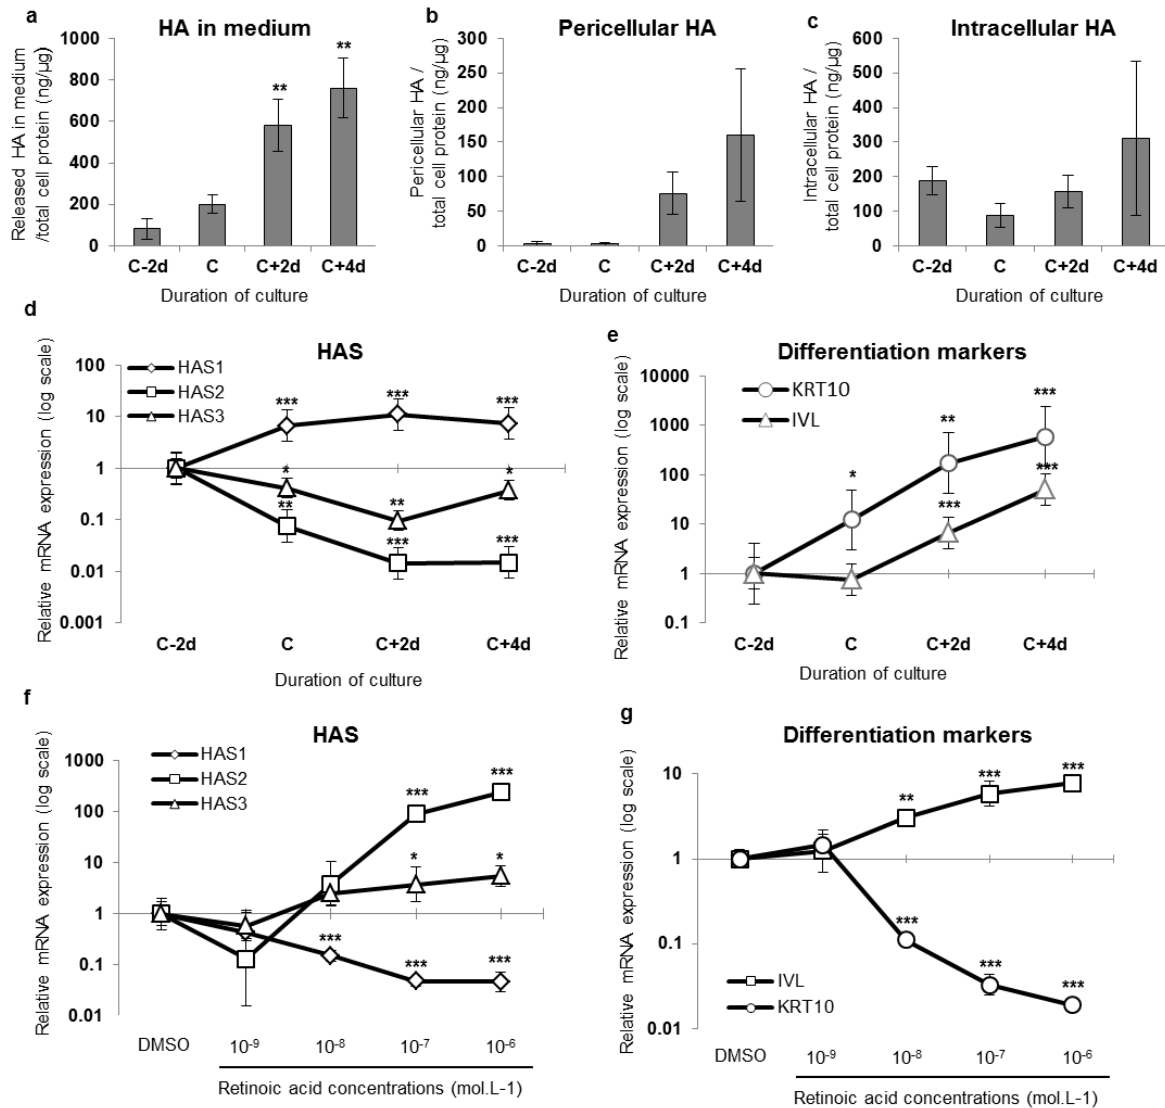 a
HA in medium
Released HA in medium
/total cell protein (ng/µg)
1000
800
600
400
200
0
**
**
C-2d C C+2d C+4d
Duration of culture
b
Pericellular HA
Pericellular HA /
total cell protein (ng/µg)
300
250
200
150
100
50
0
C-2d C C+2d C+4d
Duration of culture
c
Intracellular HA
Intracellular HA /
total cell protein (ng/µg)
600
500
400
300
200
100
0
C-2d C C+2d C+4d
Duration of culture
d
HAS
Relative mRNA expression (log scale)
100
10
1
0.1
0.01
0.001
HAS1
HAS2
HAS3
*** *** ***
* ** *
** *** ***
C-2d C C+2d C+4d
Duration of culture
e
Differentiation markers
Relative mRNA expression (log scale)
10000
1000
100
10
1
0.1
KRT10
IVL
* ** ***
*** ***
C-2d C C+2d C+4d
Duration of culture
f
HAS
Relative mRNA expression (log scale)
1000
100
10
1
0.1
0.01
HAS1
HAS2
HAS3
*** ***
* *
*** *** ***
DMSO 10-9 10-8 10-7 10-6
Retinoic acid concentrations (mol.L-1)
g
Differentiation markers
Relative mRNA expression (log scale)
10
1
0.1
0.01
** *** ***
*** *** ***
IVL
KRT10
DMSO 10-9 10-8 10-7 10-6
Retinoic acid concentrations (mol.L-1)